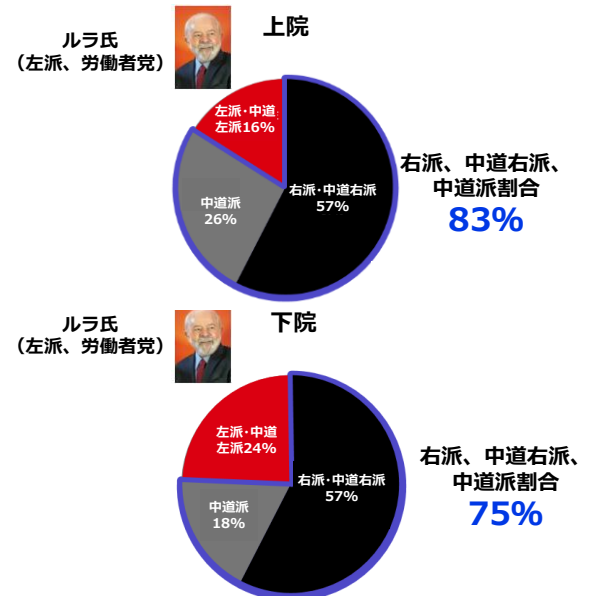 上院
ルラ氏
（左派、労働者党）
左派･中道
左派16%
中道派
26%
右派･中道右派
57%
右派、中道右派、
中道派割合
83%
下院
ルラ氏
（左派、労働者党）
左派･中道
左派24%
中道派
18%
右派･中道右派
57%
右派、中道右派、
中道派割合
75%